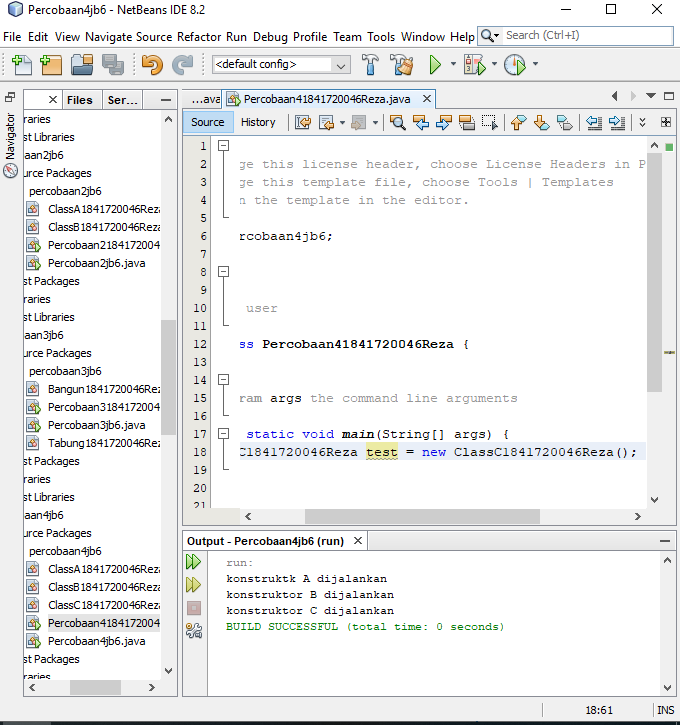 Percobaan4jb6 - NetBeans IDE 8.2
File Edit View Navigate Source Refactor Run Debug Profile Team Tools Window Help
Search (Ctrl+I)
<default config>
Navigator
Files
Ser...
raries
st Libraries
aan2jb6
urce Packages
percobaan2jb6
ClassA1841720046Reza
ClassB1841720046Reza
Percobaan2184172004
Percobaan2jb6.java
st Packages
raries
st Libraries
aan3jb6
urce Packages
percobaan3jb6
Bangun1841720046Rez
Percobaan3184172004
Percobaan3jb6.java
Tabung1841720046Rez
st Packages
raries
st Libraries
aan4jb6
urce Packages
percobaan4jb6
ClassA1841720046Reza
ClassB1841720046Reza
ClassC1841720046Reza
Percobaan4184172004
Percobaan4jb6.java
st Packages
raries
...ava
Percobaan41841720046Reza.java
Source
History
1
2 ge this license header, choose License Headers in P
3 ge this template file, choose Tools | Templates
4 n the template in the editor.
5
6 rcobaan4jb6;
7
8
9
10 user
11
12 ss Percobaan41841720046Reza {
13
14
15 ram args the command line arguments
16
17 static void main(String[] args) {
18 C1841720046Reza test = new ClassC1841720046Reza();
19
20
21
Output - Percobaan4jb6 (run)
run:
konstruktk A dijalankan
konstruktor B dijalankan
konstruktor C dijalankan
BUILD SUCCESSFUL (total time: 0 seconds)
18:61
INS